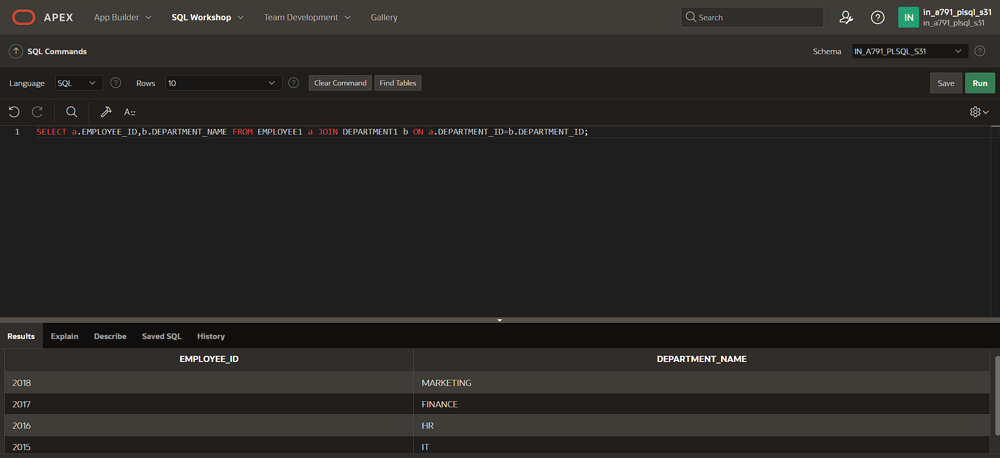 APEX App Builder SQL Workshop Team Development Gallery Search IN in_a791_plsql_s31
in_a791_plsql_s31
SQL Commands Schema IN_A791_PLSQL_S31
Language SQL Rows 10 Clear Command Find Tables Save Run
A::
1 SELECT a.EMPLOYEE_ID,b.DEPARTMENT_NAME FROM EMPLOYEE1 a JOIN DEPARTMENT1 b ON a.DEPARTMENT_ID=b.DEPARTMENT_ID;
Results Explain Describe Saved SQL History
EMPLOYEE_ID DEPARTMENT_NAME
2018 MARKETING
2017 FINANCE
2016 HR
2015 IT